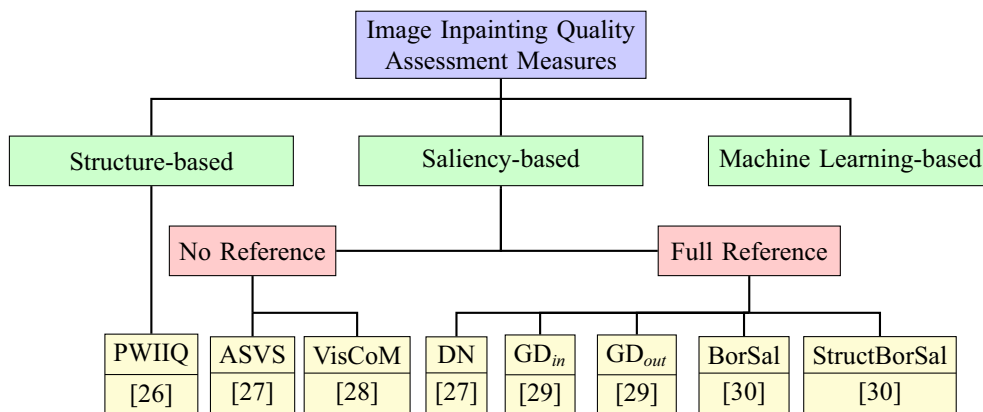 Image Inpainting Quality
Assessment Measures
Structure-based
Saliency-based
Machine Learning-based
No Reference
Full Reference
PWIIQ
[26]
ASVS
[27]
VisCoM
[28]
DN
[27]
GDin
[29]
GDout
[29]
BorSal
[30]
StructBorSal
[30]